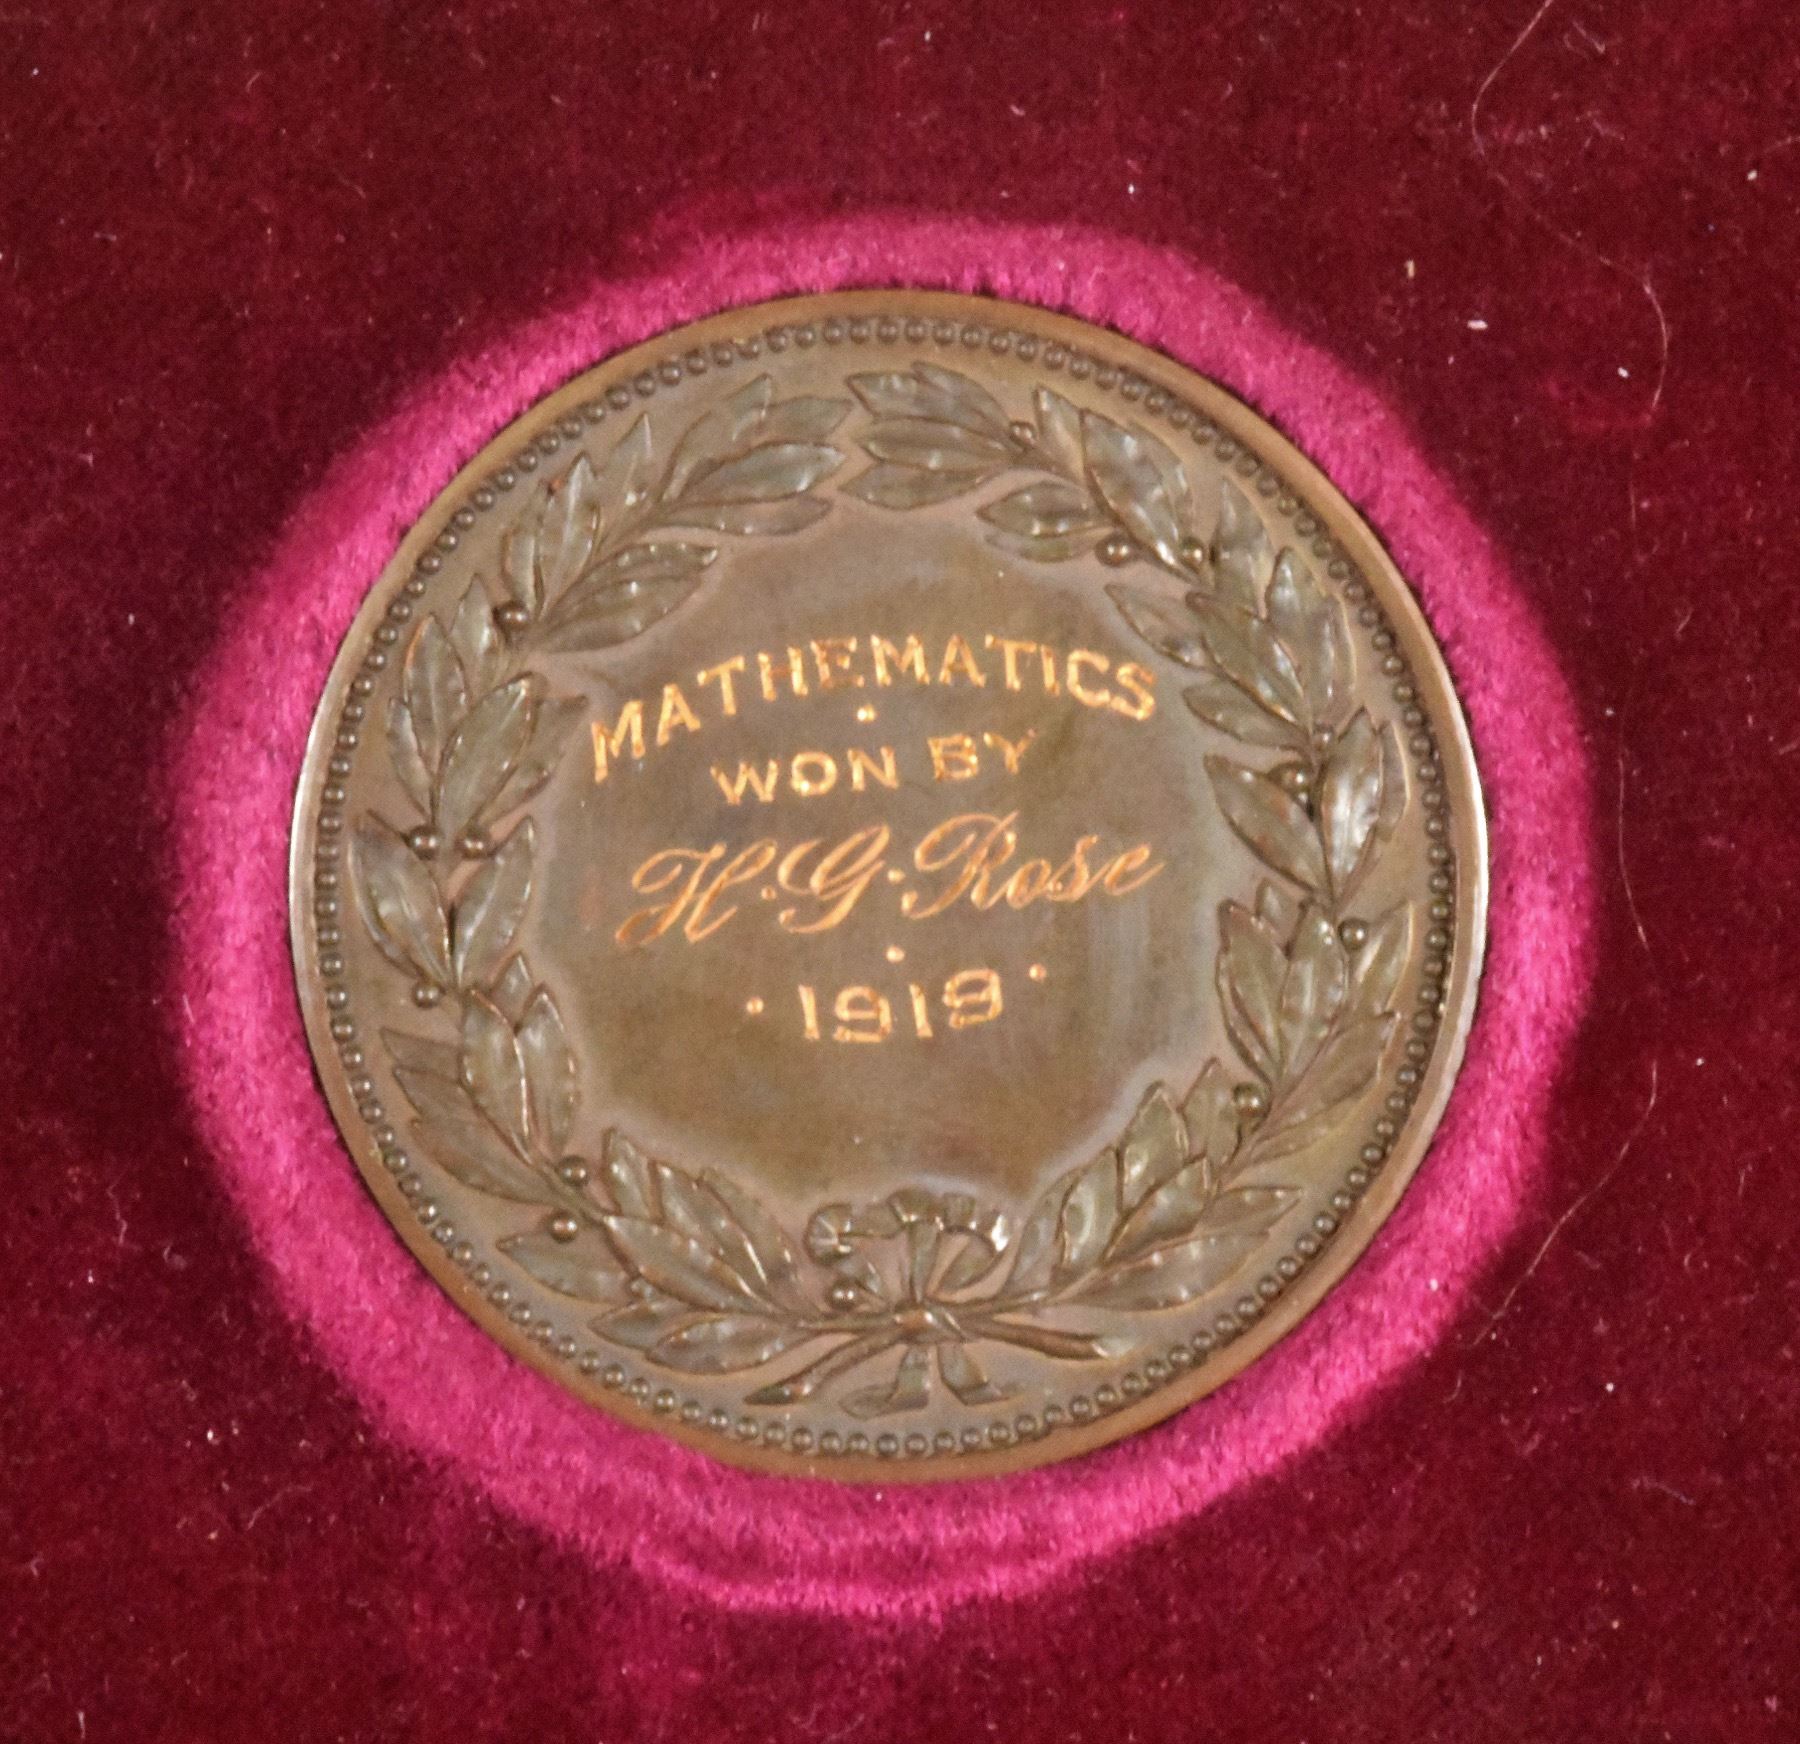 MATHEMATICS
WON BY
H. G. Rose
· 1919 ·